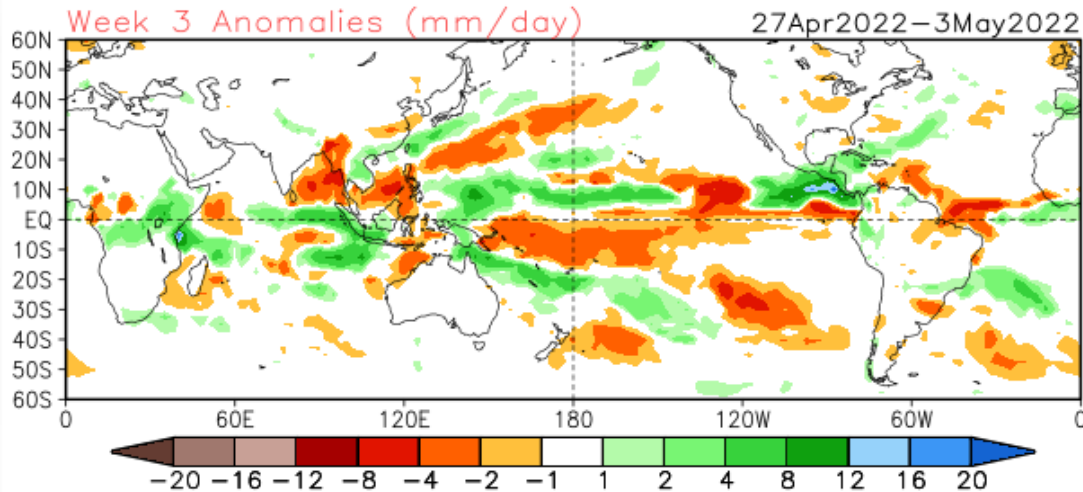 Week 3 Anomalies (mm/day) 27Apr2022-3May2022
60N
50N
40N
30N
20N
10N
EQ
10S
20S
30S
40S
50S
60S
0 60E 120E 180 120W 60W 0
-20 -16 -12 -8 -4 -2 -1 1 2 4 8 12 16 20